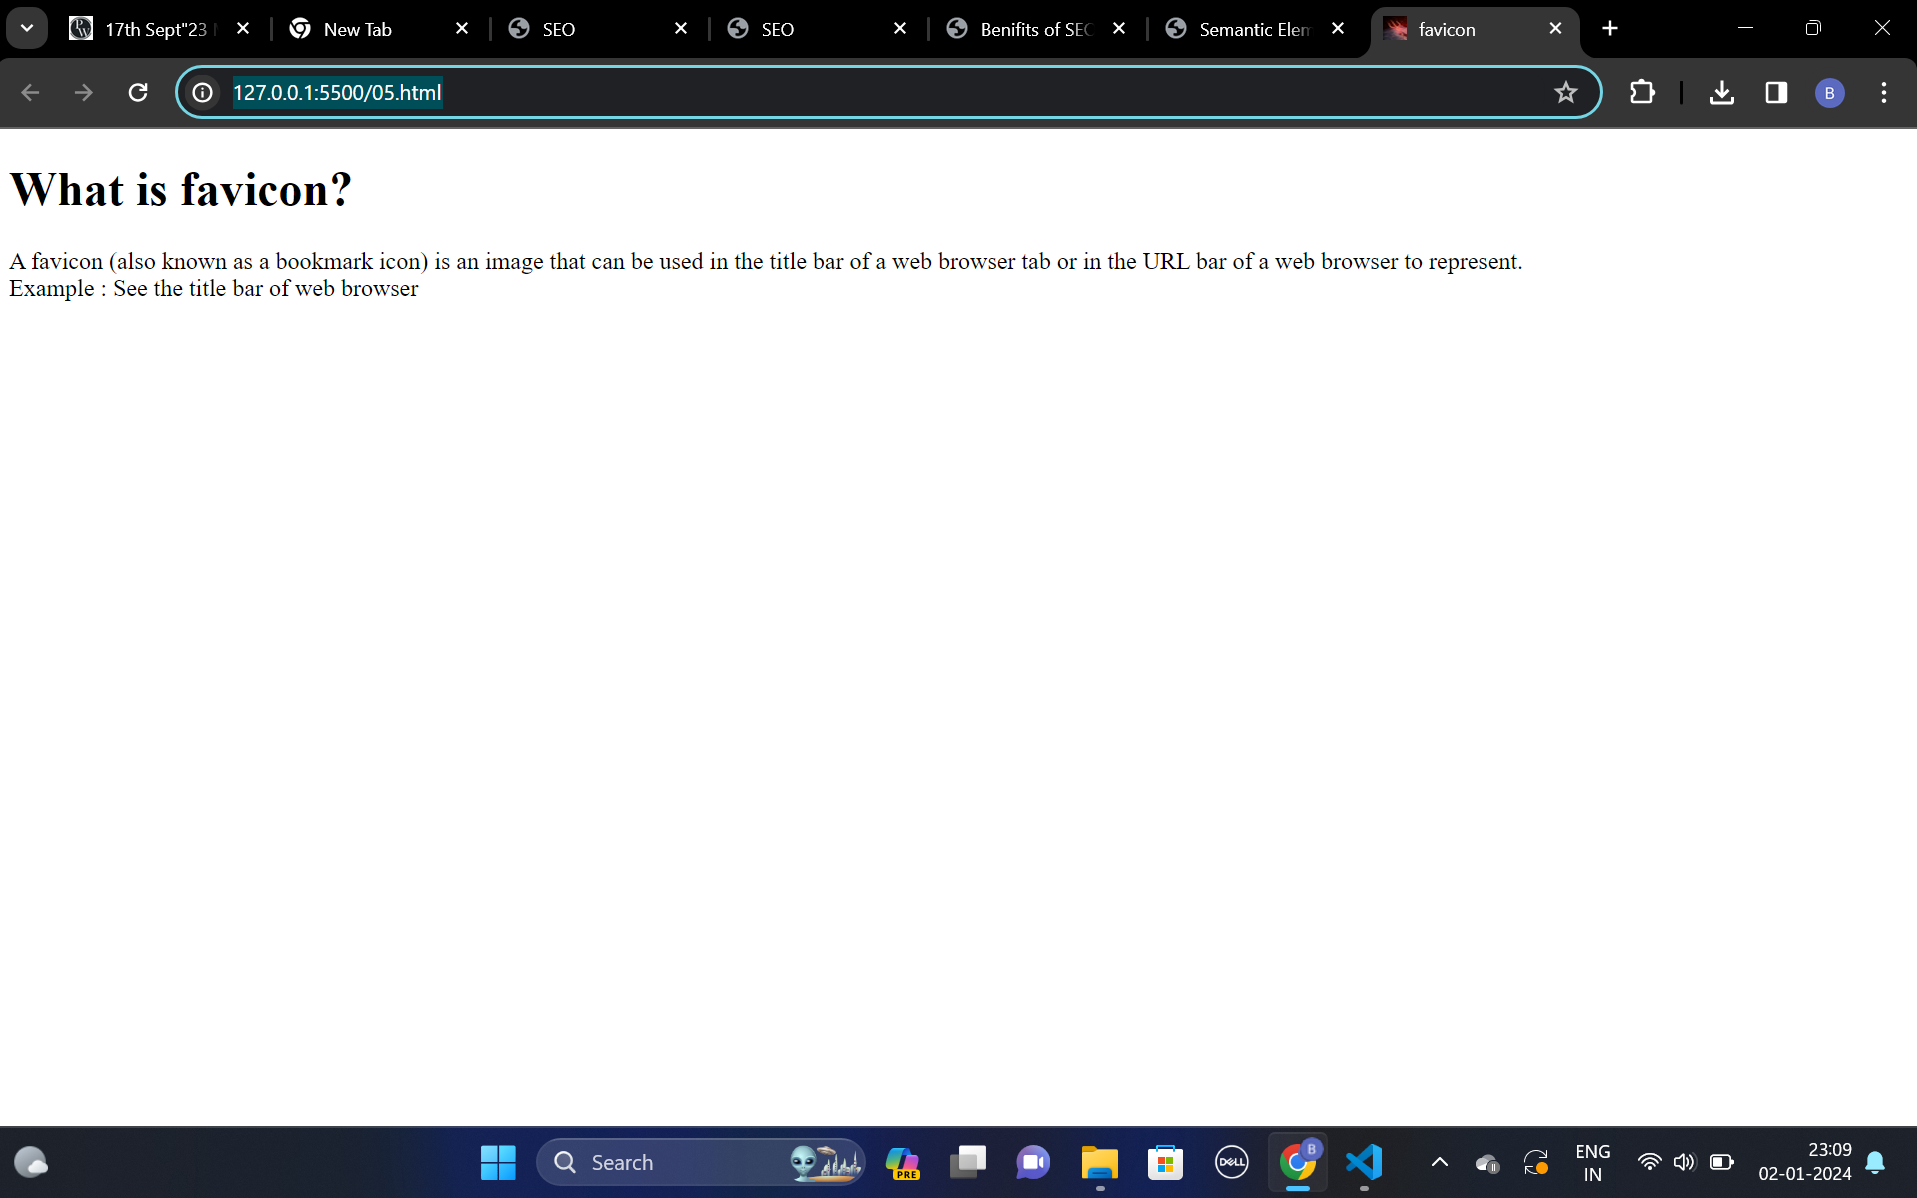 17th Sept"23
New Tab
SEO
SEO
Benifits of SEO
Semantic Elem
favicon
127.0.0.1:5500/05.html
B
What is favicon?
A favicon (also known as a bookmark icon) is an image that can be used in the title bar of a web browser tab or in the URL bar of a web browser to represent.
Example : See the title bar of web browser
Search
PRE
DELL
B
ENG
IN
23:09
02-01-2024